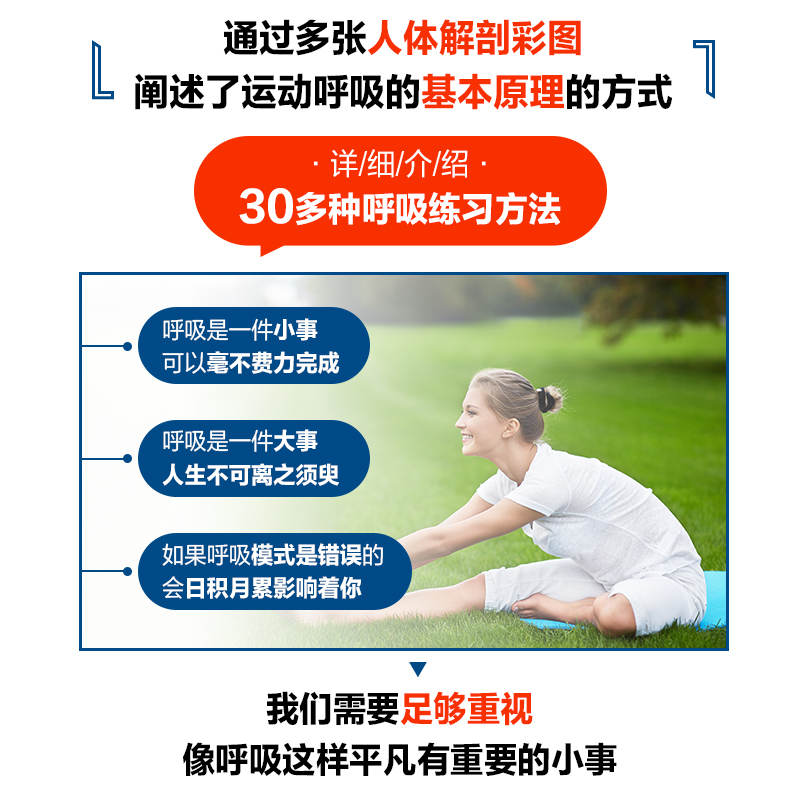 通过多张人体解剖彩图
阐述了运动呼吸的基本原理的方式
·详/细/介/绍·
30多种呼吸练习方法
呼吸是一件小事
可以毫不费力完成
呼吸是一件大事
人生不可离之须臾
如果呼吸模式是错误的
会日积月累影响着你
我们需要足够重视
像呼吸这样平凡有重要的小事